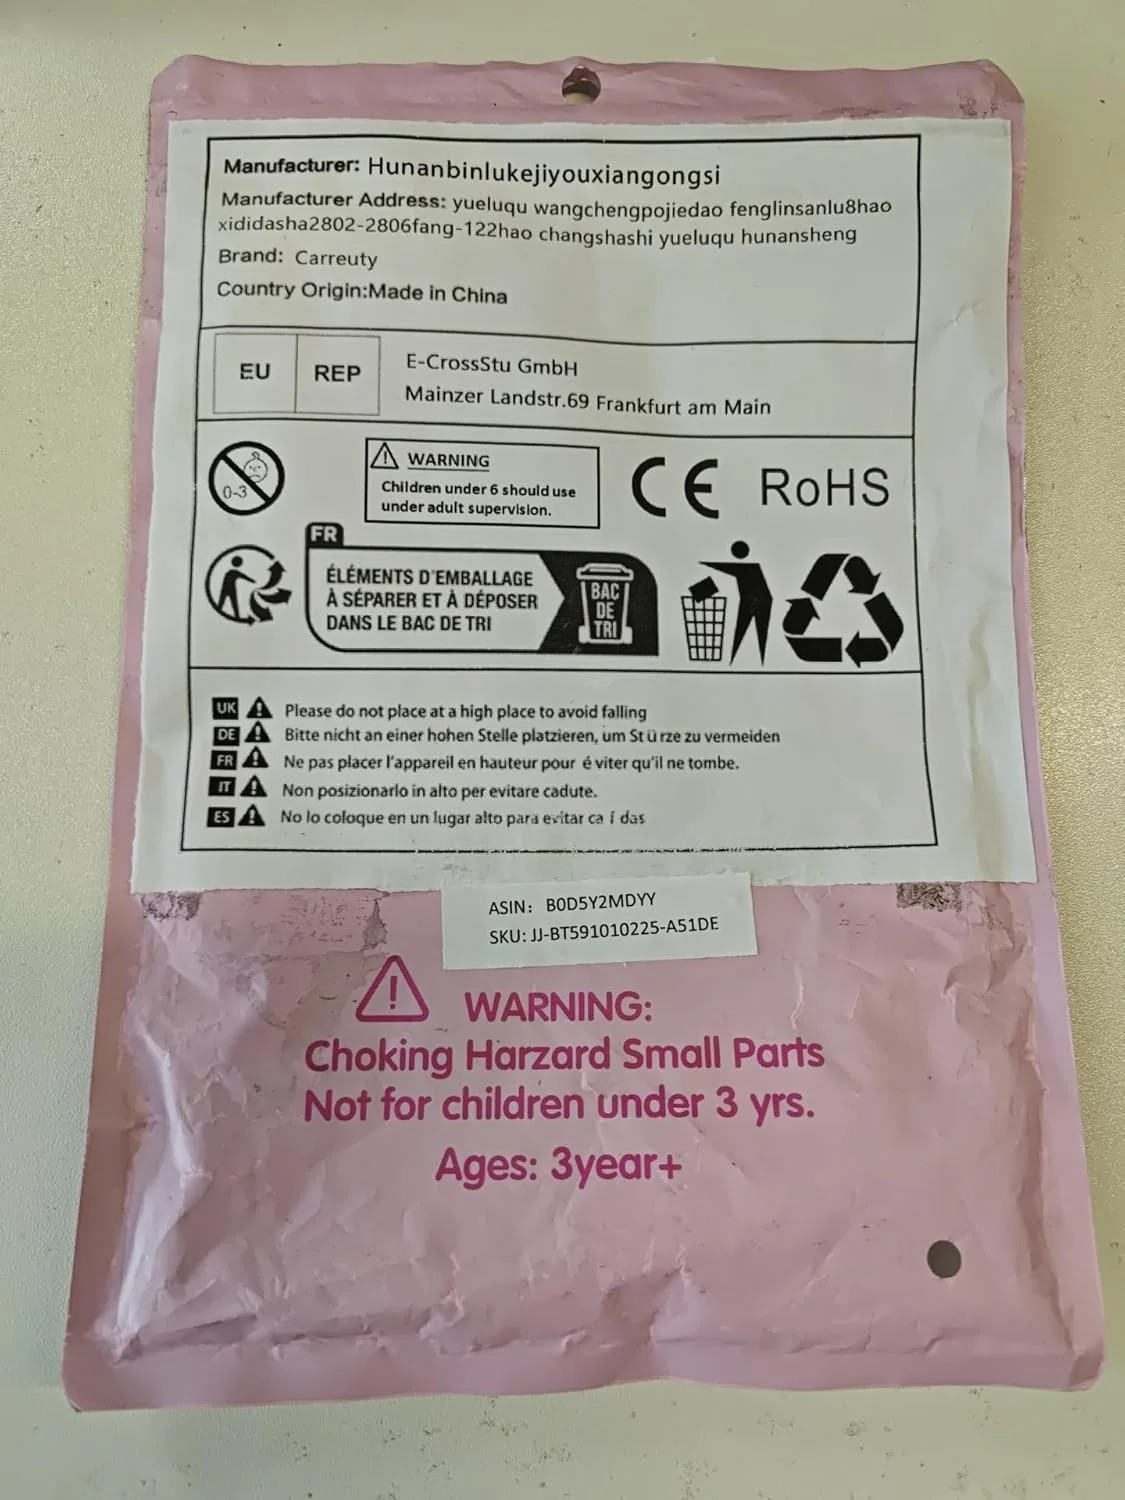 Manufacturer: Hunanbinlukejiyouxiangongsi
Manufacturer Address: yueluqu wangchengpojiedao fenglinsanlu8hao
xididasha2802-2806fang-122hao changshashi yueluqu hunansheng
Brand: Carreuty
Country Origin:Made in China
EU REP
E-CrossStu GmbH
Mainzer Landstr.69 Frankfurt am Main
0-3
WARNING
Children under 6 should use
under adult supervision.
CE RoHS
FR
ÉLÉMENTS D'EMBALLAGE
À SÉPARER ET À DÉPOSER
DANS LE BAC DE TRI
BAC
DE
TRI
UK Please do not place at a high place to avoid falling
DE Bitte nicht an einer hohen Stelle platzieren, um Stü rze zu vermeiden
FR Ne pas placer l'appareil en hauteur pour é viter qu'il ne tombe.
IT Non posizionarlo in alto per evitare cadute.
ES No lo coloque en un lugar alto para evitar ca í das
ASIN: B0D5Y2MDYY
SKU: JJ-BT591010225-A51DE
WARNING:
Choking Harzard Small Parts
Not for children under 3 yrs.
Ages: 3year+